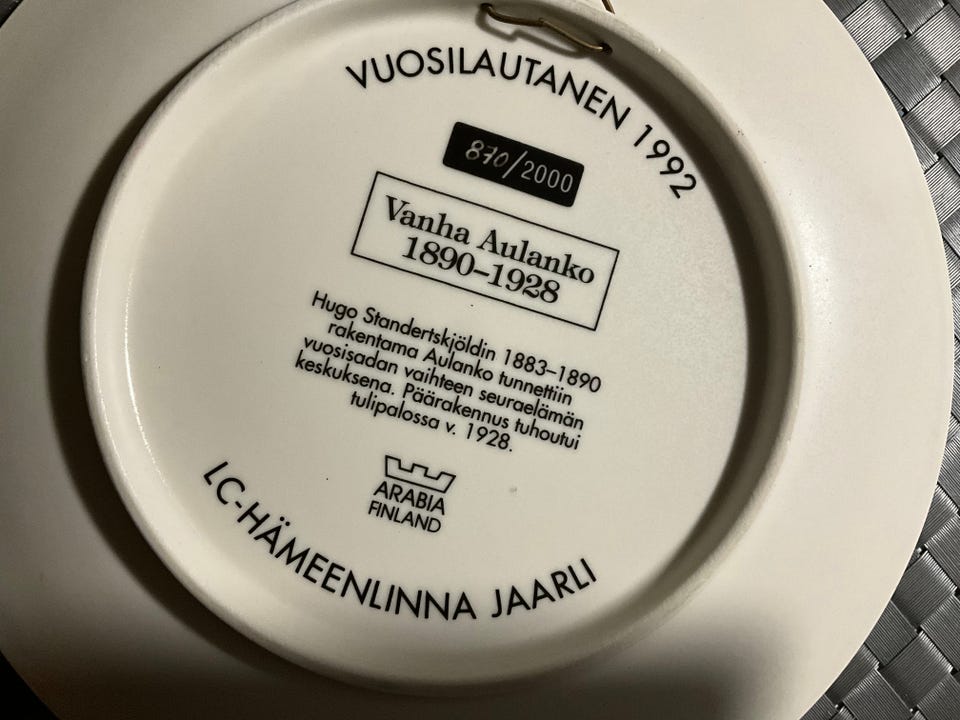 VUOSILAUTANEN 1992
870/2000
Vanha Aulanko
1890–1928
Hugo Standertskjöldin 1883–1890
rakentama Aulanko tunnettiin
vuosisadan vaihteen seuraelämän
keskuksena. Päärakennus tuhoutui
tulipalossa v. 1928.
ARABIA
FINLAND
LC-HÄMEENLINNA JAARLI